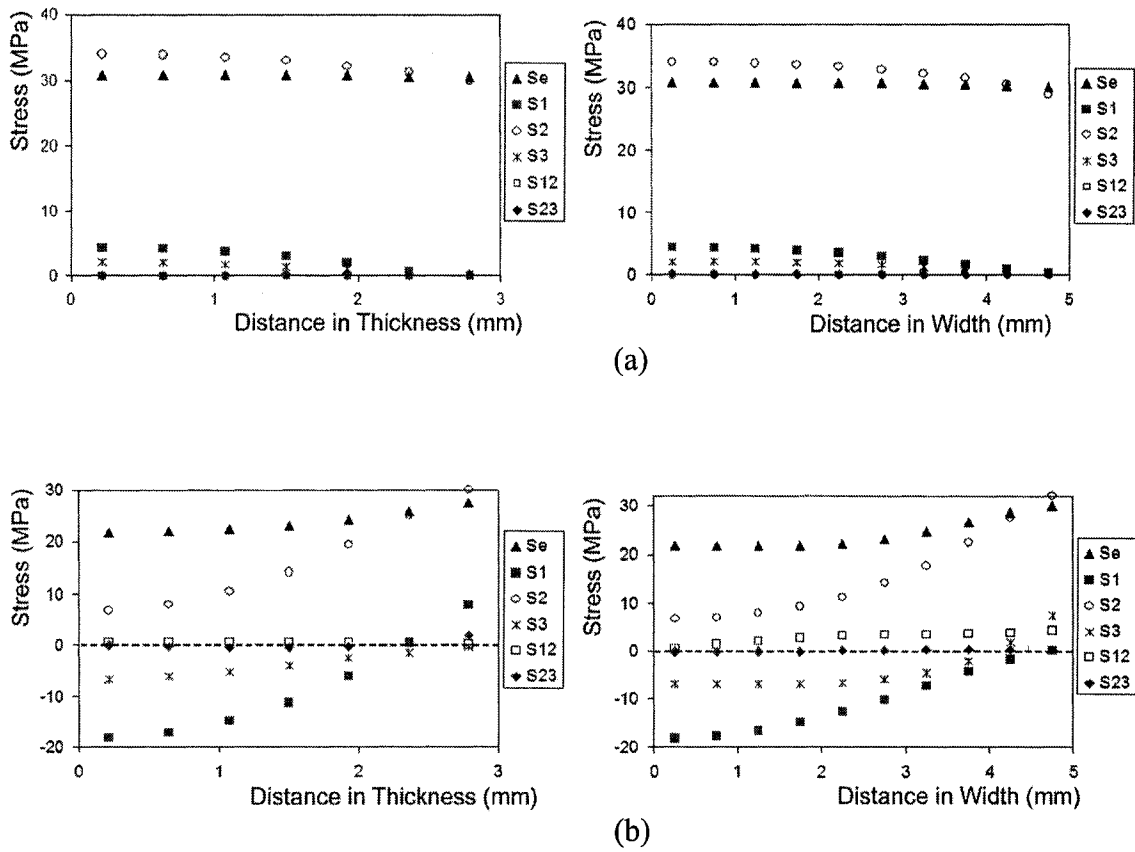 Stress (MPa)
40
30
20
10
0
0
1
2
3
Distance in Thickness (mm)
Se
S1
S2
S3
S12
S23
Stress (MPa)
40
30
20
10
0
0
1
2
3
4
5
Distance in Width (mm)
Se
S1
S2
S3
S12
S23
(a)
Stress (MPa)
30
20
10
0
-10
-20
0
1
2
3
Distance in Thickness (mm)
Se
S1
S2
S3
S12
S23
Stress (MPa)
30
20
10
0
-10
-20
0
1
2
3
4
5
Distance in Width (mm)
Se
S1
S2
S3
S12
S23
(b)